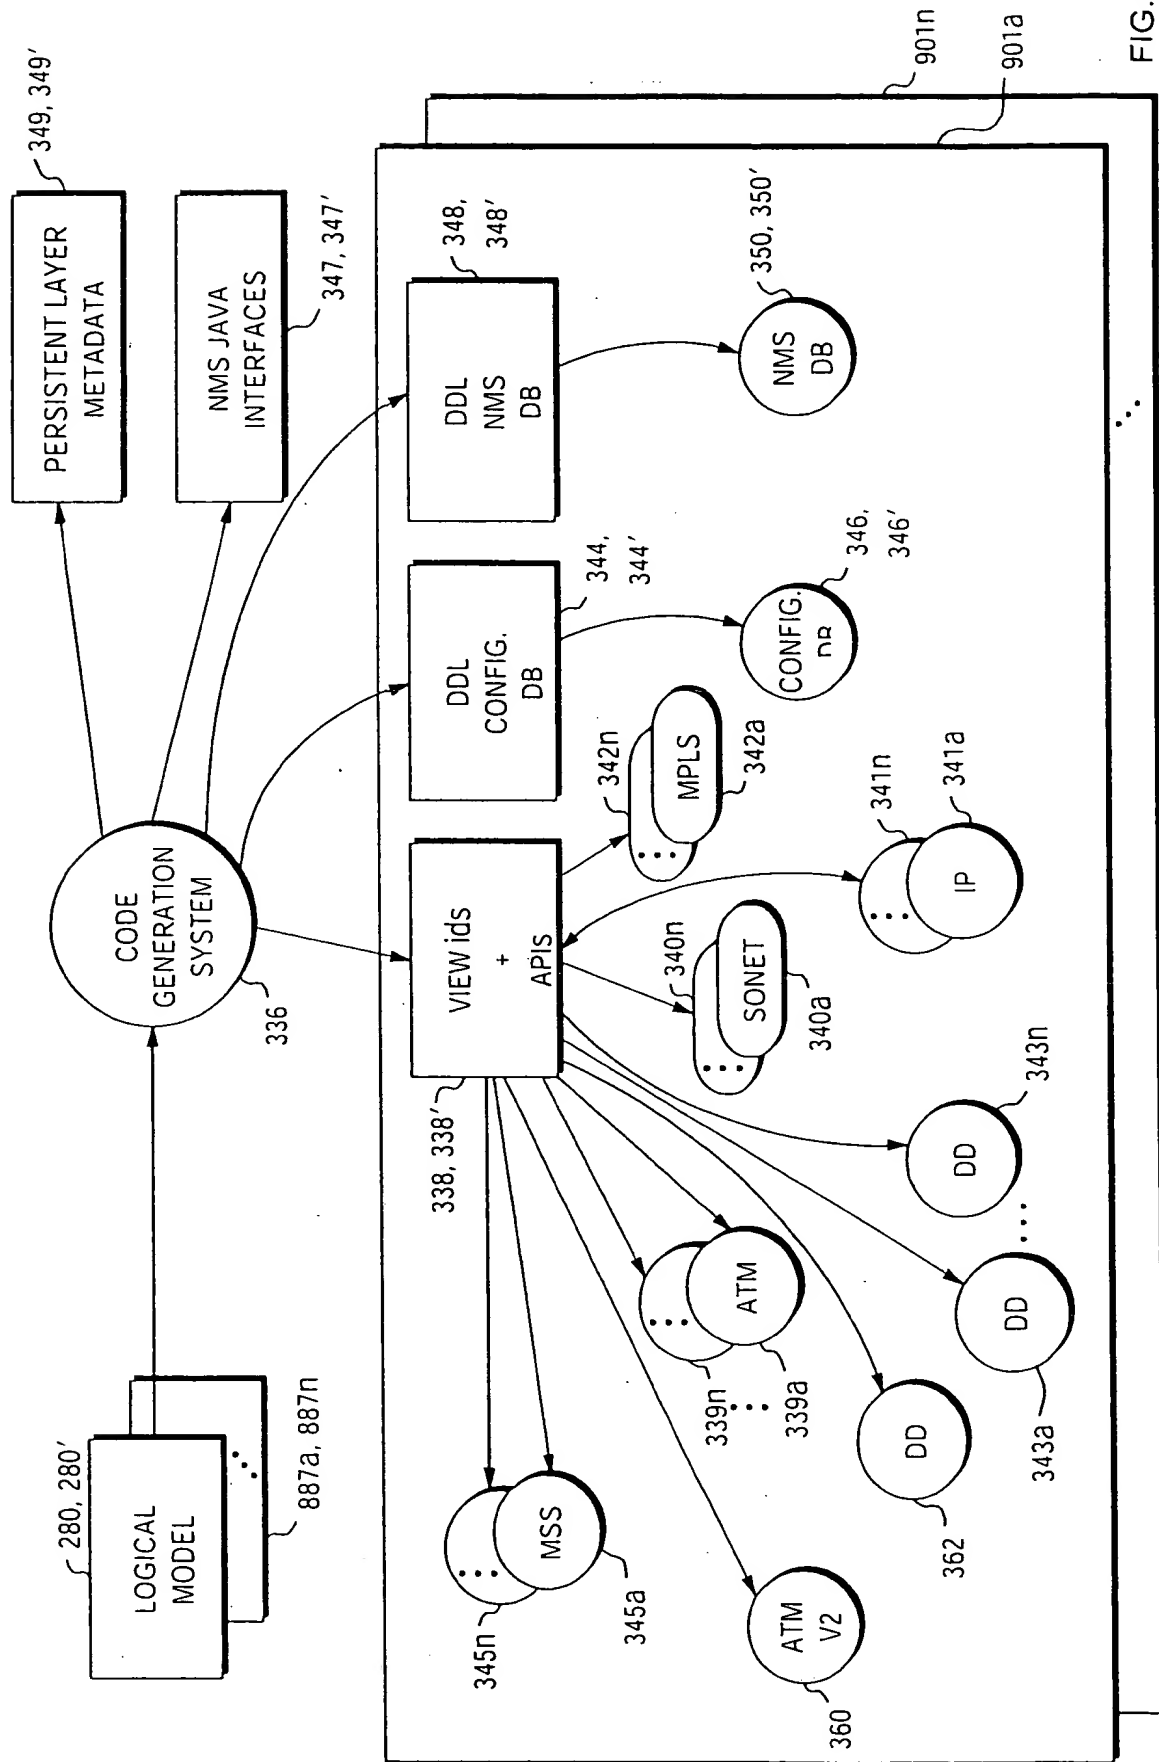 280, 280′
LOGICAL
MODEL
887a, 887n
CODE
GENERATION
SYSTEM
336
PERSISTENT LAYER
METADATA
349, 349′
NMS JAVA
INTERFACES
347, 347′
VIEW ids
+
APIs
338, 338′
DDL
CONFIG.
DB
344,
344′
DDL
NMS
DB
348,
348′
345n
MSS
345a
ATM
V2
360
339n
ATM
339a
DD
362
DD
343a
DD
343n
340n
SONET
340a
342n
MPLS
342a
341n
IP
341a
CONFIG.
346,
346′
NMS
DB
350, 350′
901n
901a
FIG.